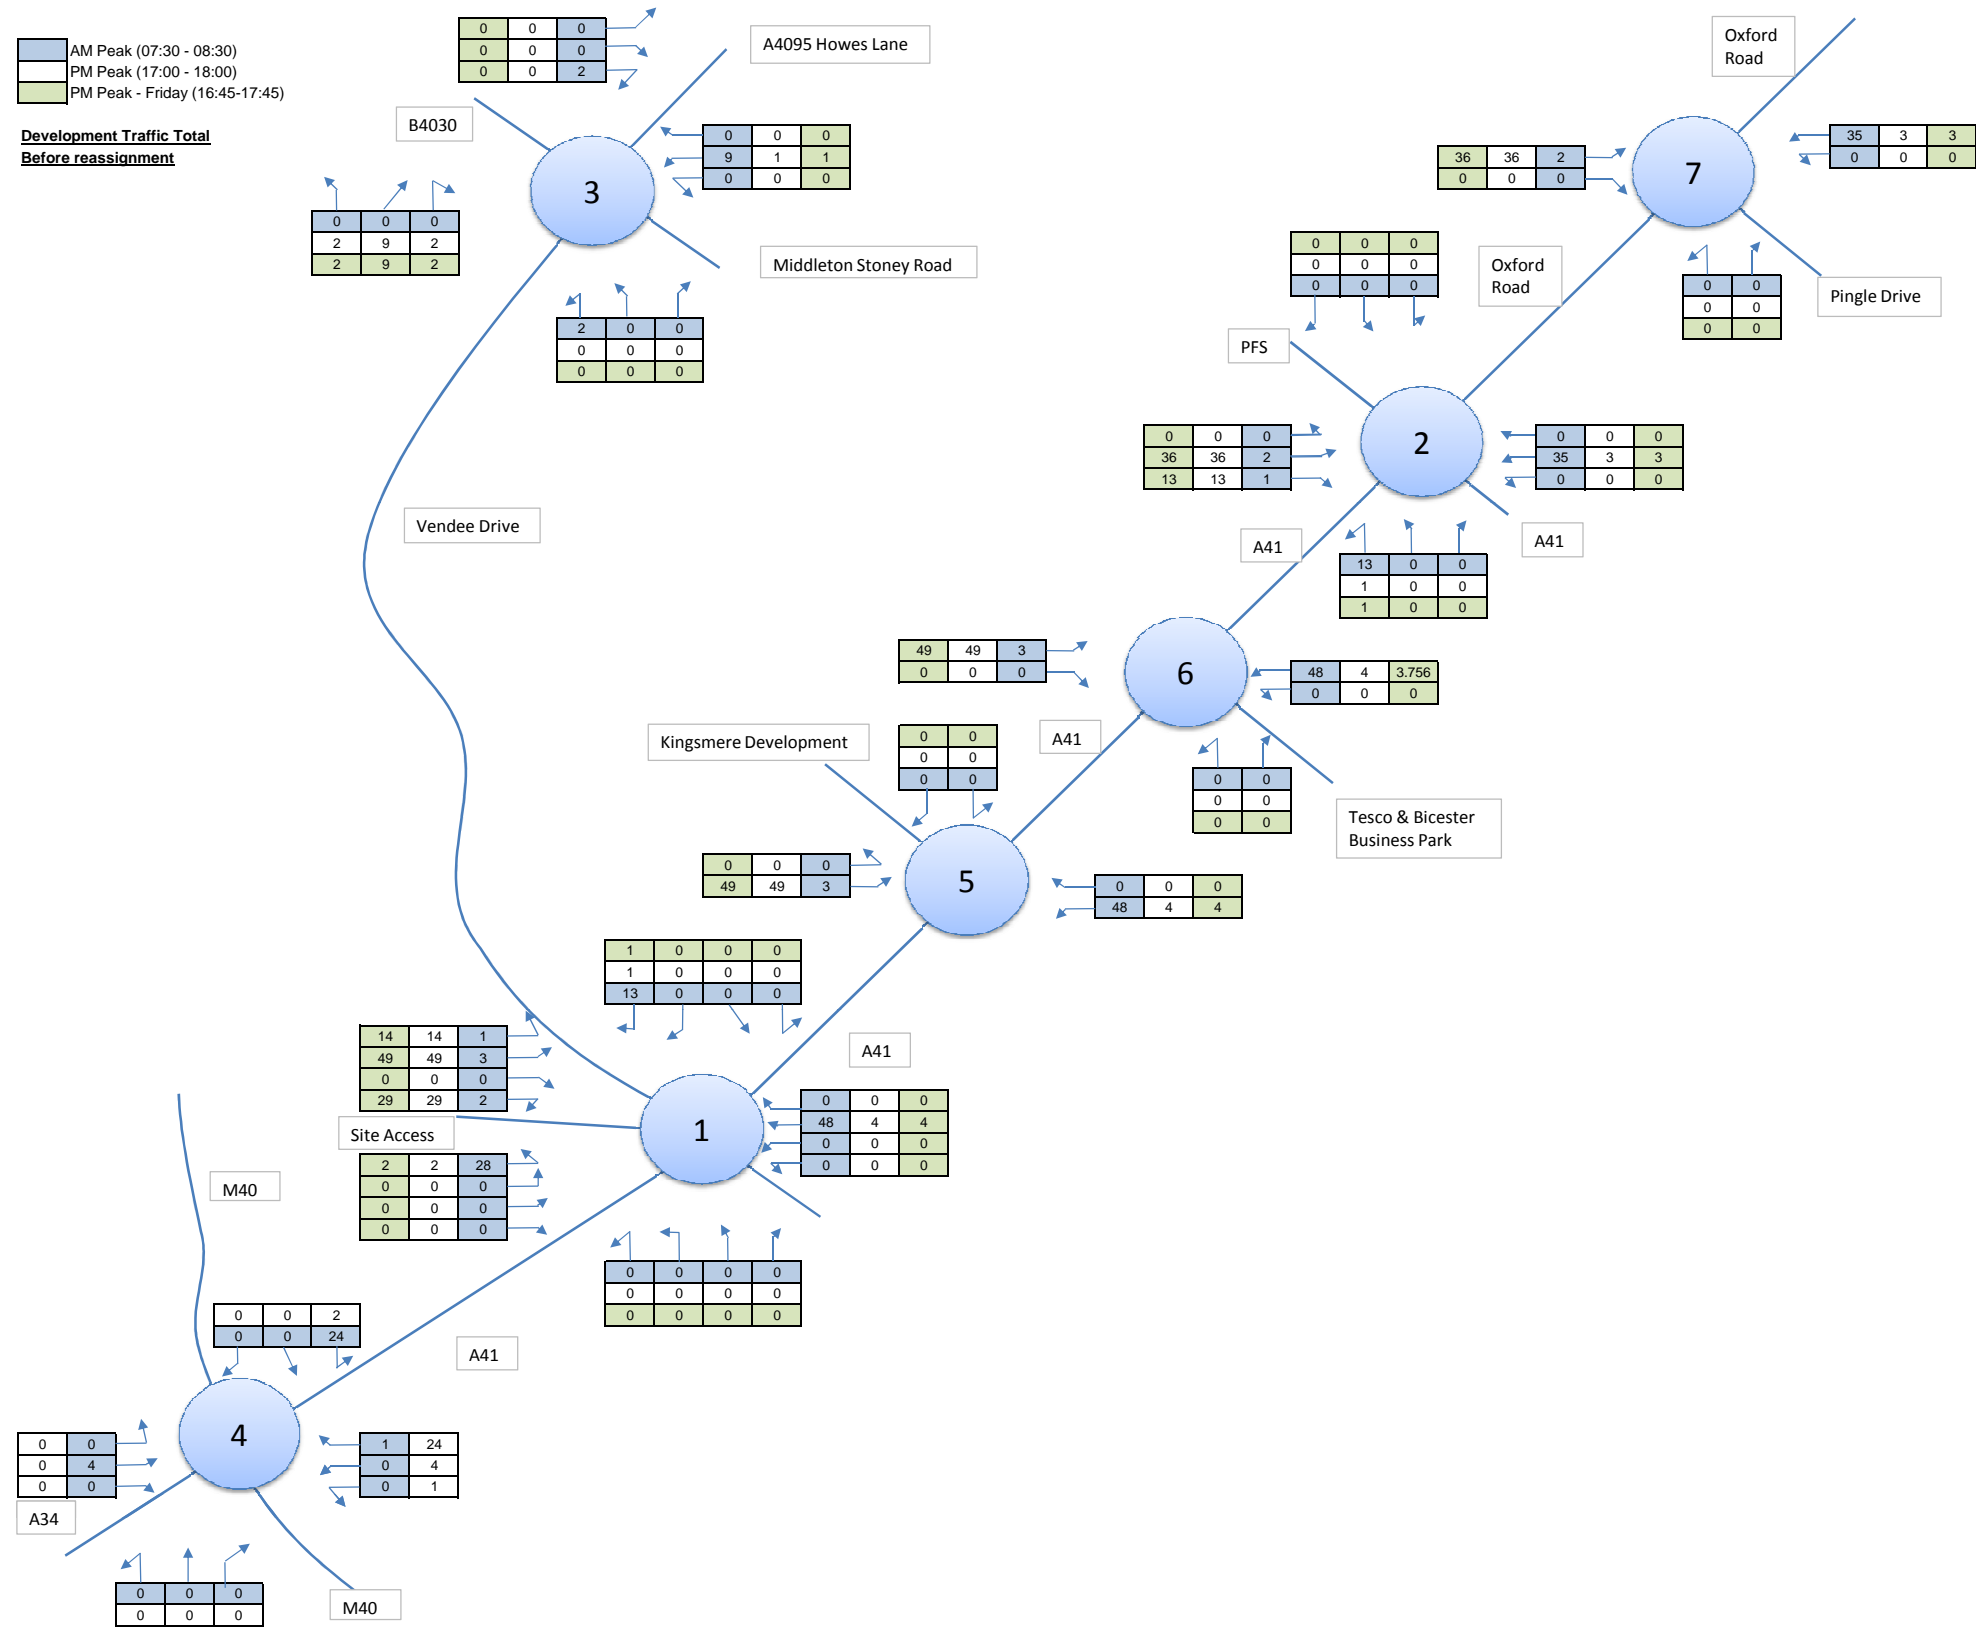 AM Peak (07:30 - 08:30)
PM Peak (17:00 - 18:00)
PM Peak - Friday (16:45-17:45)
Development Traffic Total
Before reassignment
0 0 0
0 0 0
0 0 2
A4095 Howes Lane
B4030
3
0 0 0
9 1 1
0 0 0
0 0 0
2 9 2
2 9 2
Middleton Stoney Road
2 0 0
0 0 0
0 0 0
Oxford
Road
35 3 3
0 0 0
36 36 2
0 0 0
7
0 0
0 0
0 0
Pingle Drive
Oxford
Road
0 0 0
0 0 0
0 0 0
PFS
2
0 0 0
36 36 2
13 13 1
0 0 0
35 3 3
0 0 0
13 0 0
1 0 0
1 0 0
A41
A41
Vendee Drive
49 49 3
0 0 0
6
48 4 3.756
0 0 0
0 0
0 0
0 0
Tesco & Bicester
Business Park
A41
Kingsmere Development
0 0
0 0
0 0
0 0 0
49 49 3
5
0 0 0
48 4 4
1 0 0 0
1 0 0 0
13 0 0 0
A41
14 14 1
49 49 3
0 0 0
29 29 2
Site Access
1
0 0 0
48 4 4
0 0 0
0 0 0
2 2 28
0 0 0
0 0 0
0 0 0
0 0 0 0
0 0 0 0
0 0 0 0
M40
A41
0 0 2
0 0 24
4
0 0
0 4
0 0
1 24
0 4
0 1
A34
0 0 0
0 0 0
M40